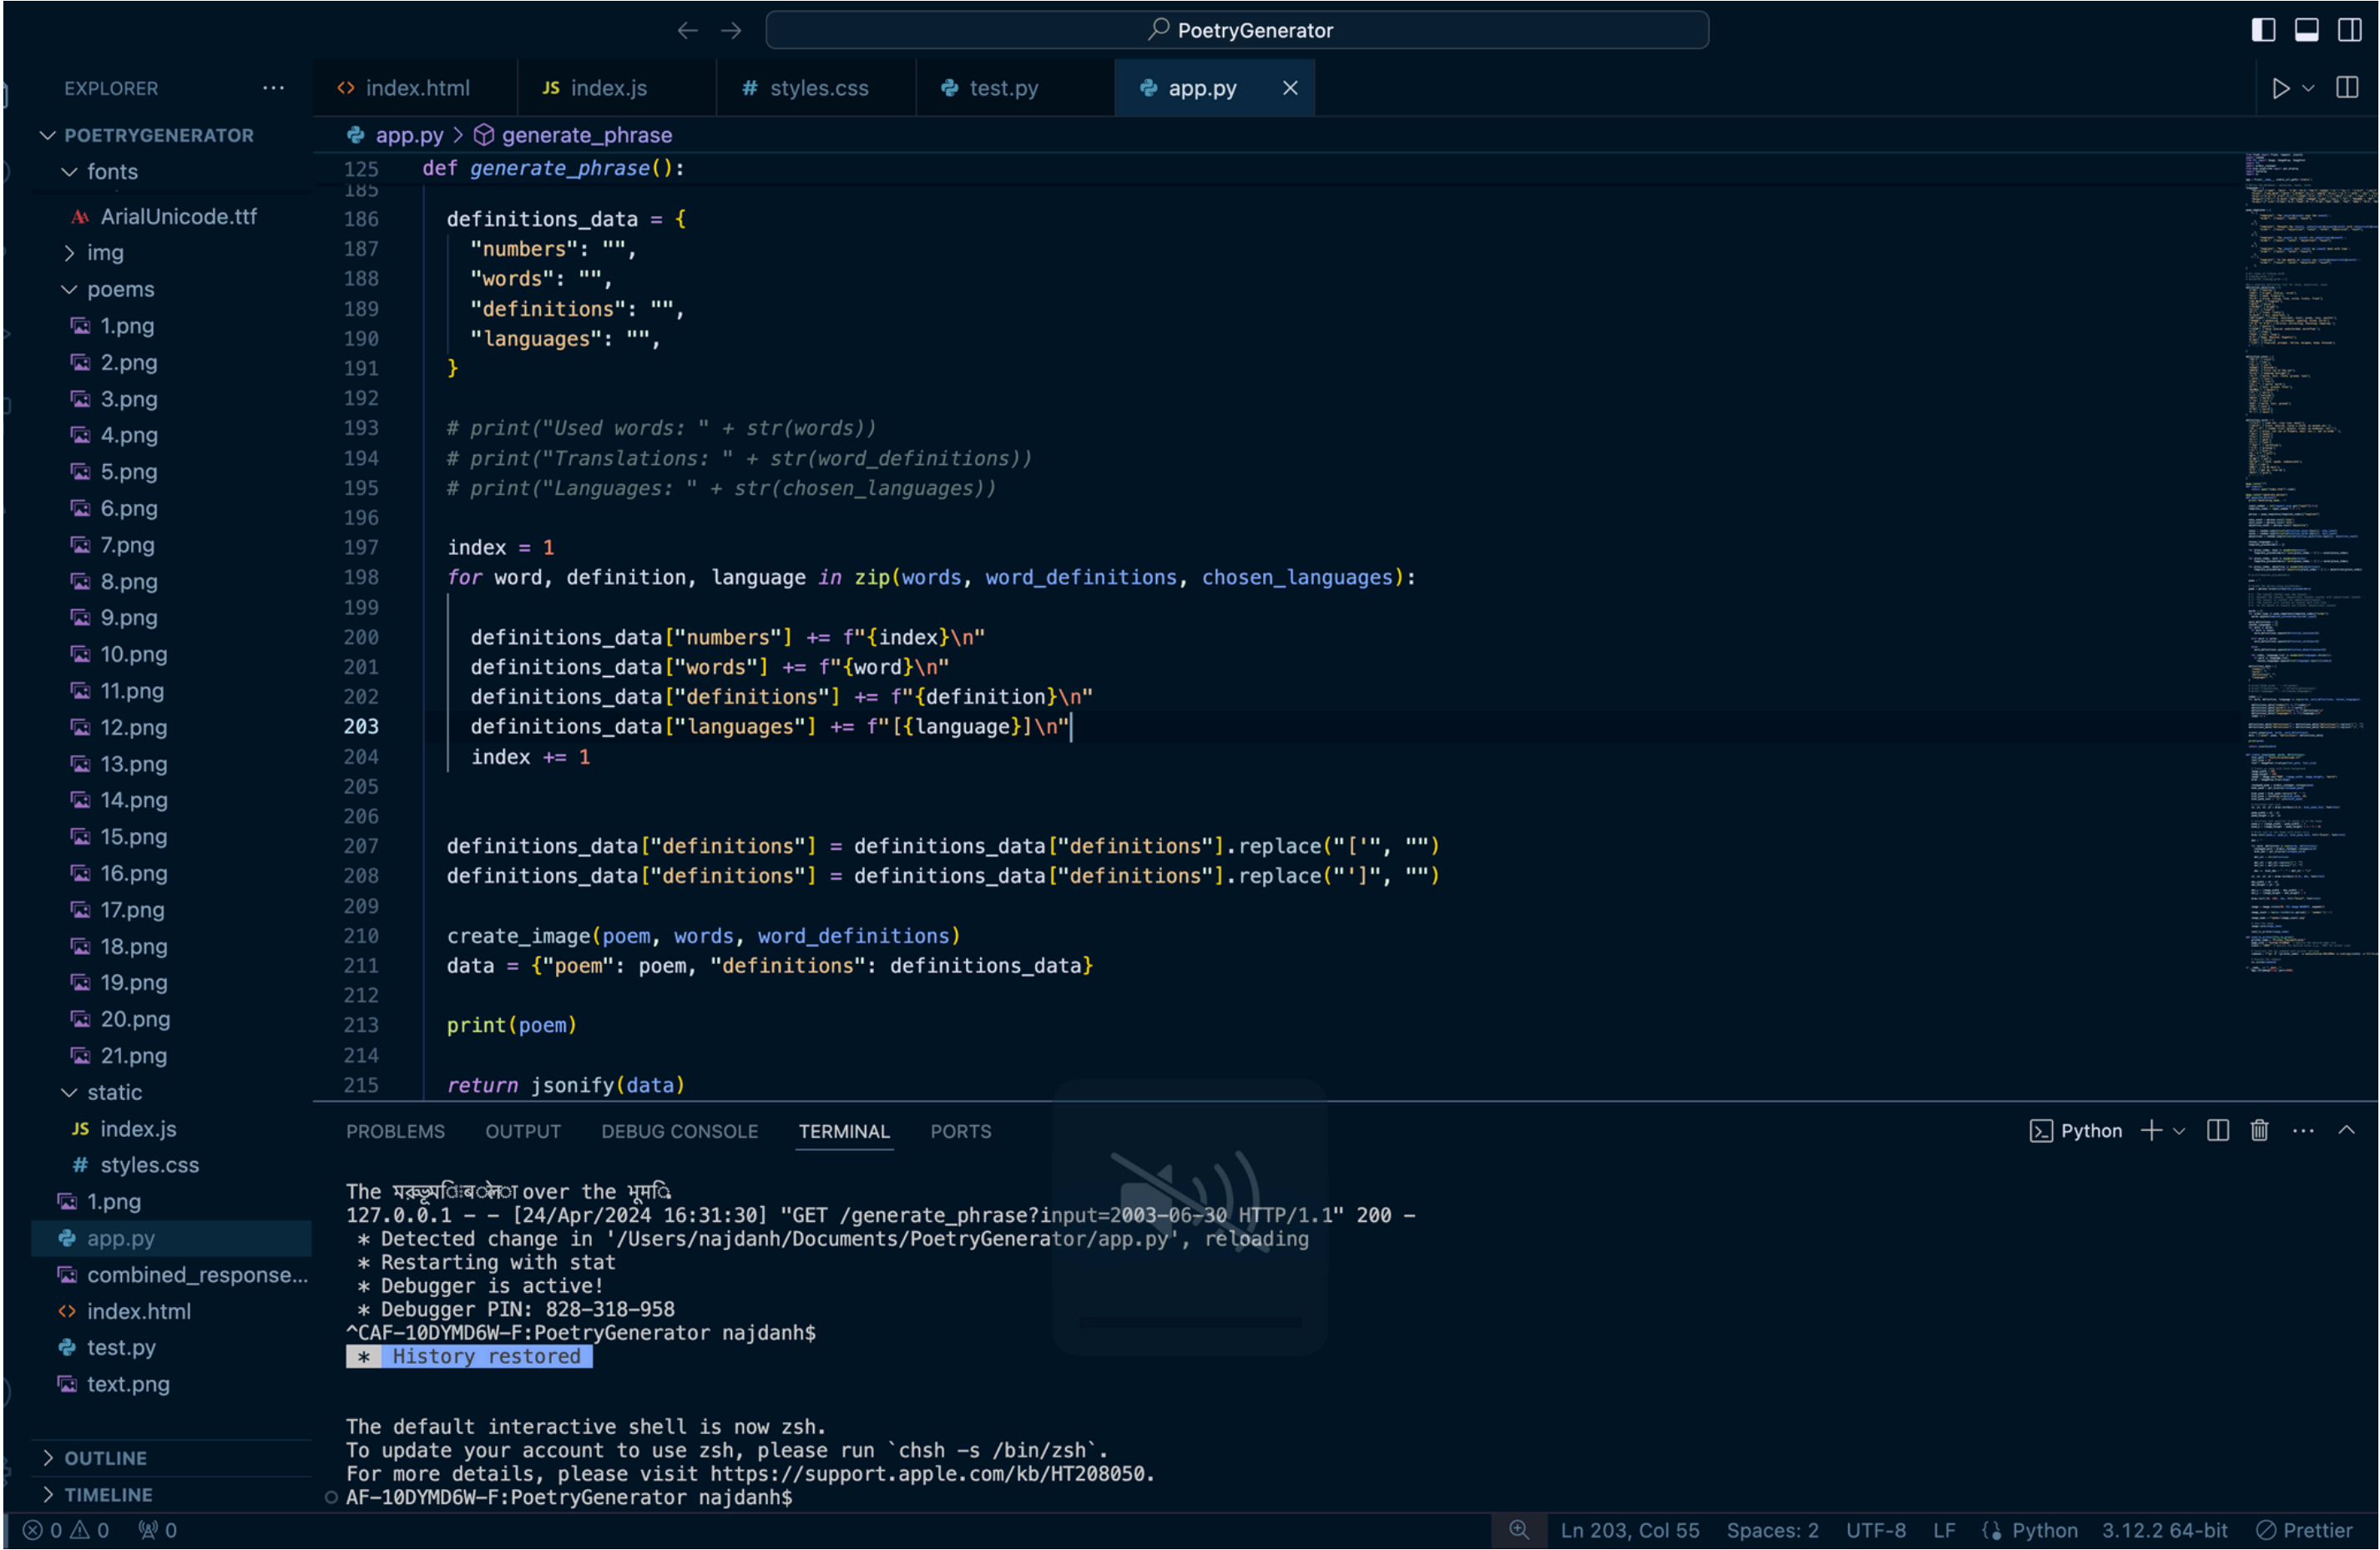 PoetryGenerator
EXPLORER
index.html
JS index.js
# styles.css
test.py
app.py
POETRYGENERATOR
fonts
ArialUnicode.ttf
img
poems
1.png
2.png
3.png
4.png
5.png
6.png
7.png
8.png
9.png
10.png
11.png
12.png
13.png
14.png
15.png
16.png
17.png
18.png
19.png
20.png
21.png
static
JS index.js
# styles.css
1.png
app.py
combined_response...
index.html
test.py
text.png
OUTLINE
TIMELINE
app.py > generate_phrase
125 def generate_phrase():
185
186 definitions_data = {
187 "numbers": "",
188 "words": "",
189 "definitions": "",
190 "languages": "",
191 }
192
193 # print("Used words: " + str(words))
194 # print("Translations: " + str(word_definitions))
195 # print("Languages: " + str(chosen_languages))
196
197 index = 1
198 for word, definition, language in zip(words, word_definitions, chosen_languages):
199
200 definitions_data["numbers"] += f"{index}\n"
201 definitions_data["words"] += f"{word}\n"
202 definitions_data["definitions"] += f"{definition}\n"
203 definitions_data["languages"] += f"[{language}]\n"
204 index += 1
205
206
207 definitions_data["definitions"] = definitions_data["definitions"].replace("['", "")
208 definitions_data["definitions"] = definitions_data["definitions"].replace("']", "")
209
210 create_image(poem, words, word_definitions)
211 data = {"poem": poem, "definitions": definitions_data}
212
213 print(poem)
214
215 return jsonify(data)
PROBLEMS OUTPUT DEBUG CONSOLE TERMINAL PORTS
Python
The over the भूमि.
127.0.0.1 - - [24/Apr/2024 16:31:30] "GET /generate_phrase?input=2003-06-30 HTTP/1.1" 200 -
* Detected change in '/Users/najdanh/Documents/PoetryGenerator/app.py', reloading
* Restarting with stat
* Debugger is active!
* Debugger PIN: 828-318-958
^CAF-10DYMD6W-F:PoetryGenerator najdanh$
* History restored
The default interactive shell is now zsh.
To update your account to use zsh, please run `chsh -s /bin/zsh`.
For more details, please visit https://support.apple.com/kb/HT208050.
AF-10DYMD6W-F:PoetryGenerator najdanh$
0 0 0
Ln 203, Col 55 Spaces: 2 UTF-8 LF Python 3.12.2 64-bit Prettier